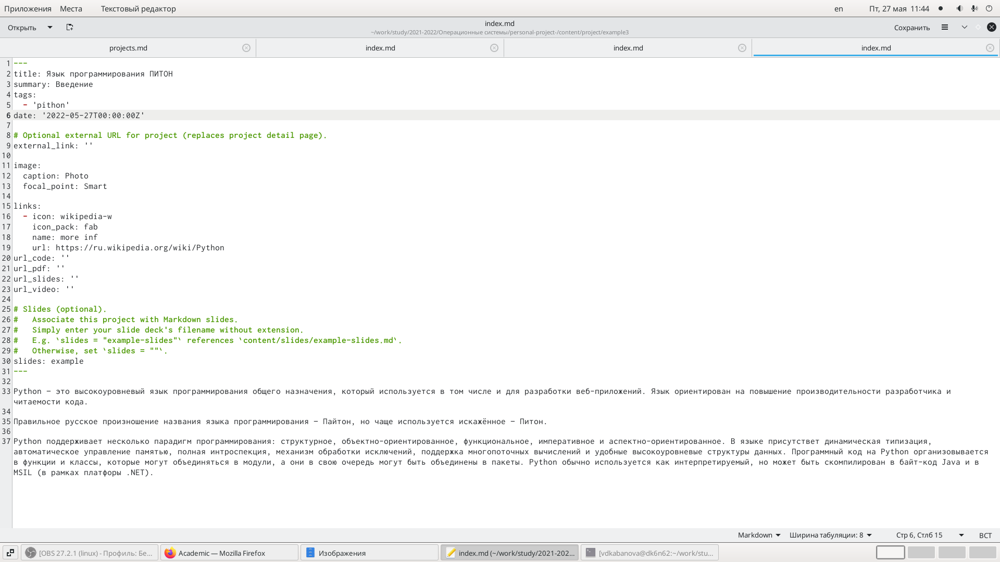 Приложения Места Текстовый редактор en Пт, 27 мая 11:44
Открыть index.md Сохранить
~/work/study/2021-2022/Операционные системы/personal-project-/content/project/example3
projects.md index.md index.md index.md
1 ---
2 title: Язык программирования ПИТОН
3 summary: Введение
4 tags:
5   - 'pithon'
6 date: '2022-05-27T00:00:00Z'
7
8 # Optional external URL for project (replaces project detail page).
9 external_link: ''
10
11 image:
12   caption: Photo
13   focal_point: Smart
14
15 links:
16   - icon: wikipedia-w
17     icon_pack: fab
18     name: more inf
19     url: https://ru.wikipedia.org/wiki/Python
20 url_code: ''
21 url_pdf: ''
22 url_slides: ''
23 url_video: ''
24
25 # Slides (optional).
26 #   Associate this project with Markdown slides.
27 #   Simply enter your slide deck's filename without extension.
28 #   E.g. `slides = "example-slides"` references `content/slides/example-slides.md`.
29 #   Otherwise, set `slides = ""`.
30 slides: example
31 ---
32
33 Python — это высокоуровневый язык программирования общего назначения, который используется в том числе и для разработки веб-приложений. Язык ориентирован на повышение производительности разработчика и
читаемости кода.
34
35 Правильное русское произношение названия языка программирования — Пайтон, но чаще используется искажённое — Питон.
36
37 Python поддерживает несколько парадигм программирования: структурное, объектно-ориентированное, функциональное, императивное и аспектно-ориентированное. В языке присутствет динамическая типизация,
автоматическое управление памятью, полная интроспекция, механизм обработки исключений, поддержка многопоточных вычислений и удобные высокоуровневые структуры данных. Программный код на Python организовывается
в функции и классы, которые могут объединяться в модули, а они в свою очередь могут быть объединены в пакеты. Python обычно используется как интерпретируемый, но может быть скомпилирован в байт-код Java и в
MSIL (в рамках платформы .NET).
Markdown Ширина табуляции: 8 Стр 6, Стлб 15 ВСТ
[OBS 27.2.1 (linux) - Профиль: Бе... Academic — Mozilla Firefox Изображения index.md (~/work/study/2021-202... [vdkabanova@dk6n62:~/work/stu...